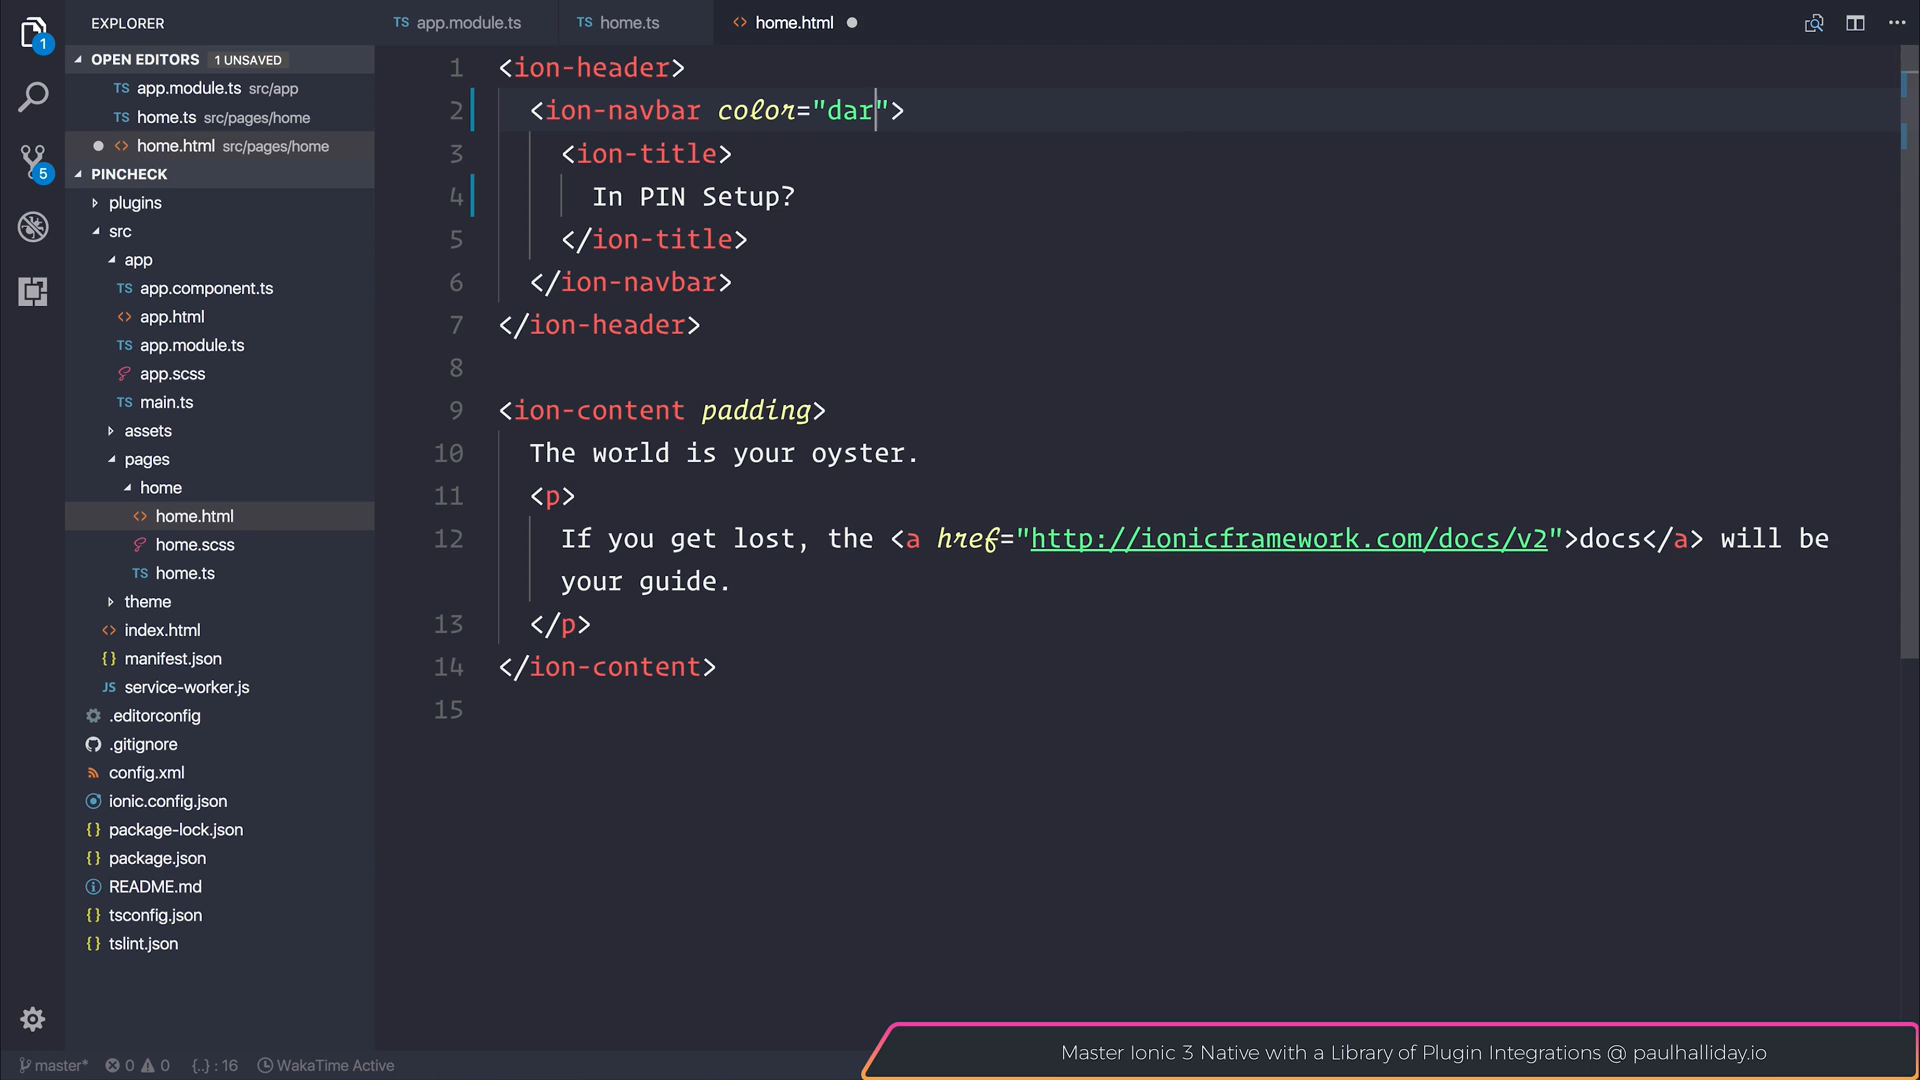 EXPLORER
TS app.module.ts
TS home.ts
<> home.html
1
OPEN EDITORS 1 UNSAVED
TS app.module.ts src/app
TS home.ts src/pages/home
<> home.html src/pages/home
5
PINCHECK
plugins
src
app
TS app.component.ts
<> app.html
TS app.module.ts
app.scss
TS main.ts
assets
pages
home
<> home.html
home.scss
TS home.ts
theme
<> index.html
{} manifest.json
JS service-worker.js
.editorconfig
.gitignore
config.xml
ionic.config.json
{} package-lock.json
{} package.json
README.md
{} tsconfig.json
{} tslint.json
1 <ion-header>
2 <ion-navbar color="dar">
3 <ion-title>
4 In PIN Setup?
5 </ion-title>
6 </ion-navbar>
7 </ion-header>
8
9 <ion-content padding>
10 The world is your oyster.
11 <p>
12 If you get lost, the <a href="http://ionicframework.com/docs/v2">docs</a> will be
your guide.
13 </p>
14 </ion-content>
15
master* 0 0 {..} : 16 WakaTime Active
Master Ionic 3 Native with a Library of Plugin Integrations @ paulhalliday.io